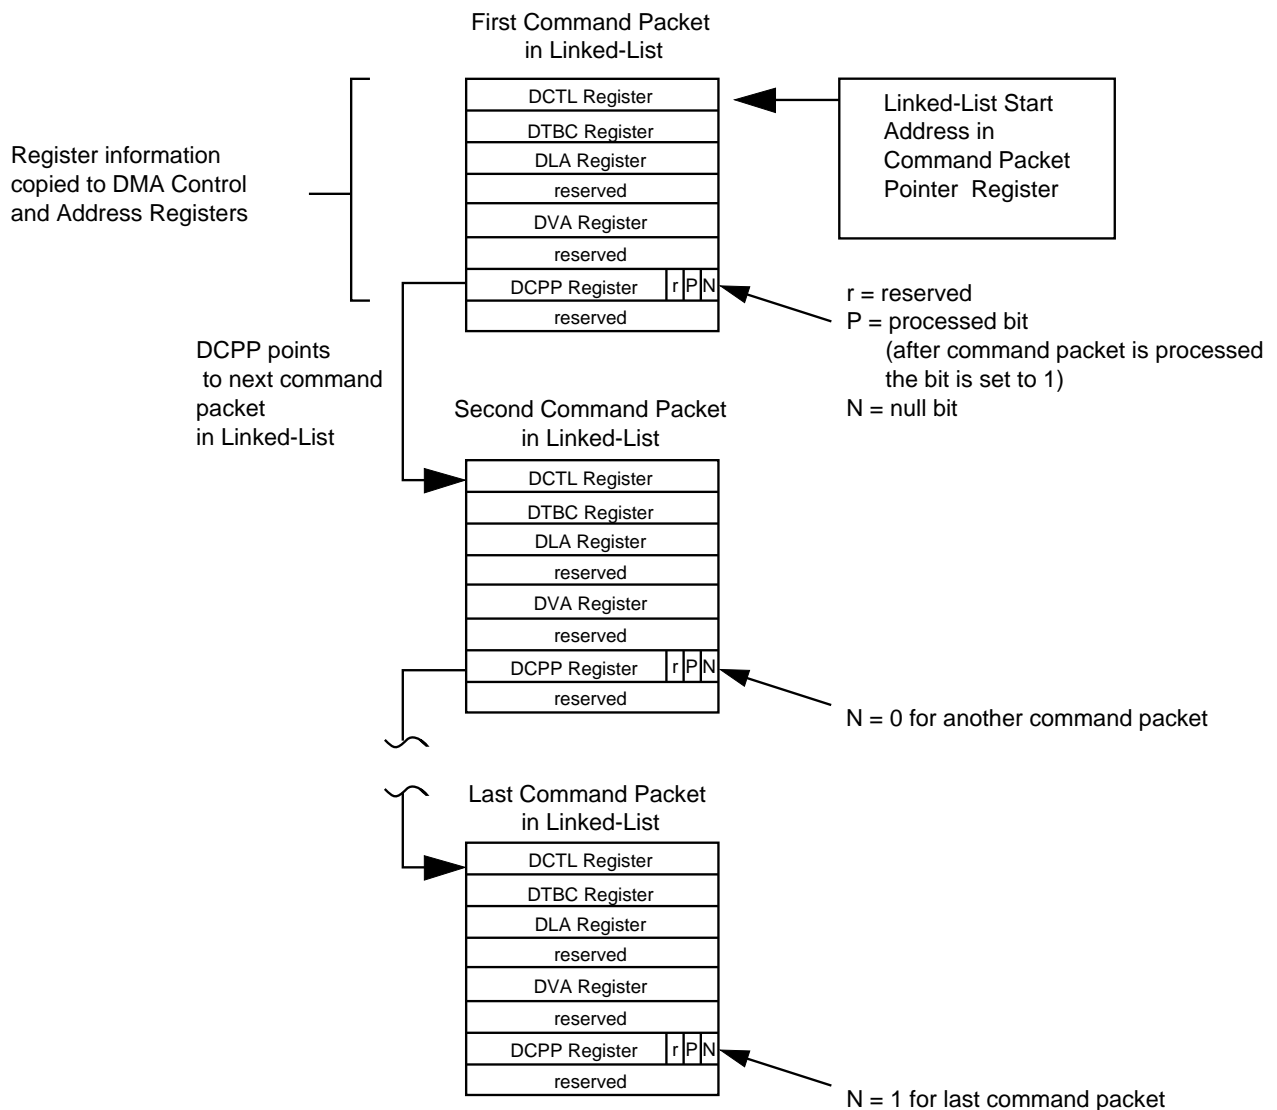 First Command Packet
in Linked-List
DCTL Register
DTBC Register
DLA Register
reserved
DVA Register
reserved
DCPP Register r P N
reserved
Linked-List Start
Address in
Command Packet
Pointer Register
Register information
copied to DMA Control
and Address Registers
r = reserved
P = processed bit
(after command packet is processed
the bit is set to 1)
N = null bit
DCPP points
to next command
packet
in Linked-List
Second Command Packet
in Linked-List
DCTL Register
DTBC Register
DLA Register
reserved
DVA Register
reserved
DCPP Register r P N
reserved
N = 0 for another command packet
Last Command Packet
in Linked-List
DCTL Register
DTBC Register
DLA Register
reserved
DVA Register
reserved
DCPP Register r P N
reserved
N = 1 for last command packet